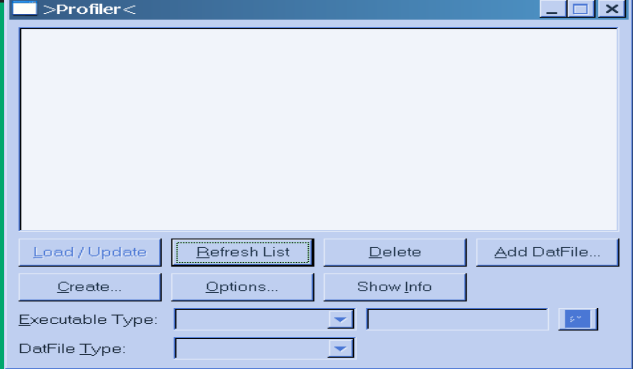 >Profiler<
Load / Update Refresh List Delete Add DatFile...
Create... Options... Show Info
Executable Type:
DatFile Type: